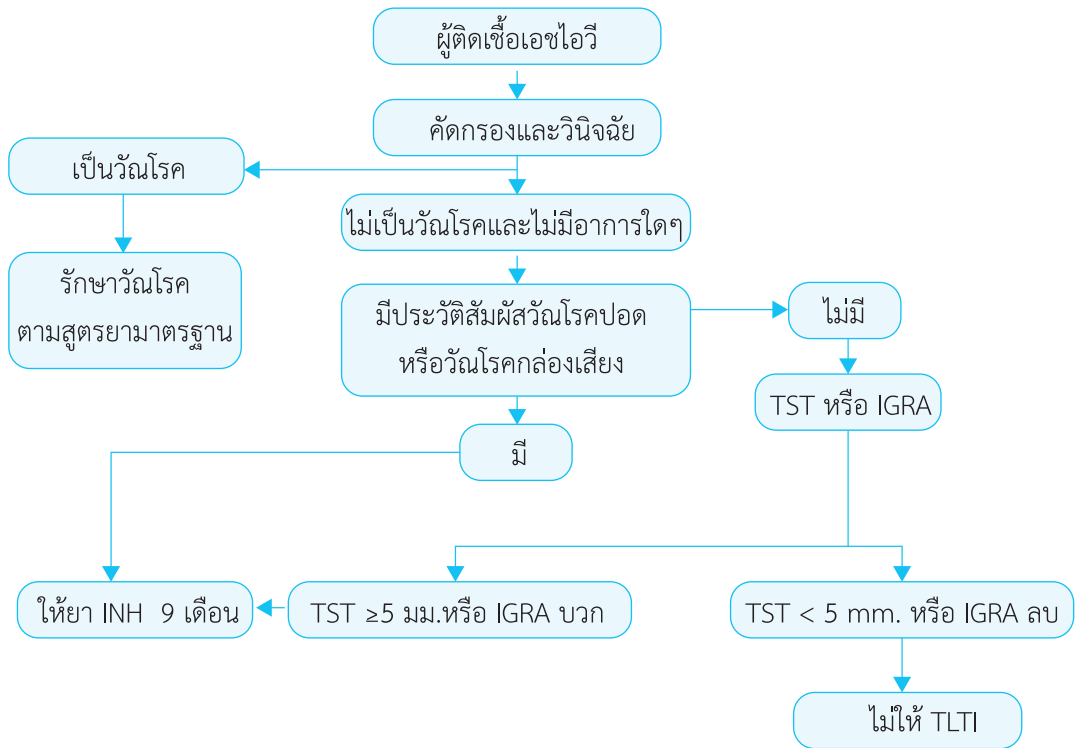 ผู้ติดเชื้อเอชไอวี
คัดกรองและวินิจฉัย
เป็นวัณโรค
ไม่เป็นวัณโรคและไม่มีอาการใดๆ
รักษาวัณโรค
ตามสูตรยามาตรฐาน
มีประวัติสัมผัสวัณโรคปอด
หรือวัณโรคกล่องเสียง
ไม่มี
TST หรือ IGRA
มี
ให้ยา INH 9 เดือน
TST ≥5 มม.หรือ IGRA บวก
TST < 5 mm. หรือ IGRA ลบ
ไม่ให้ TLTI